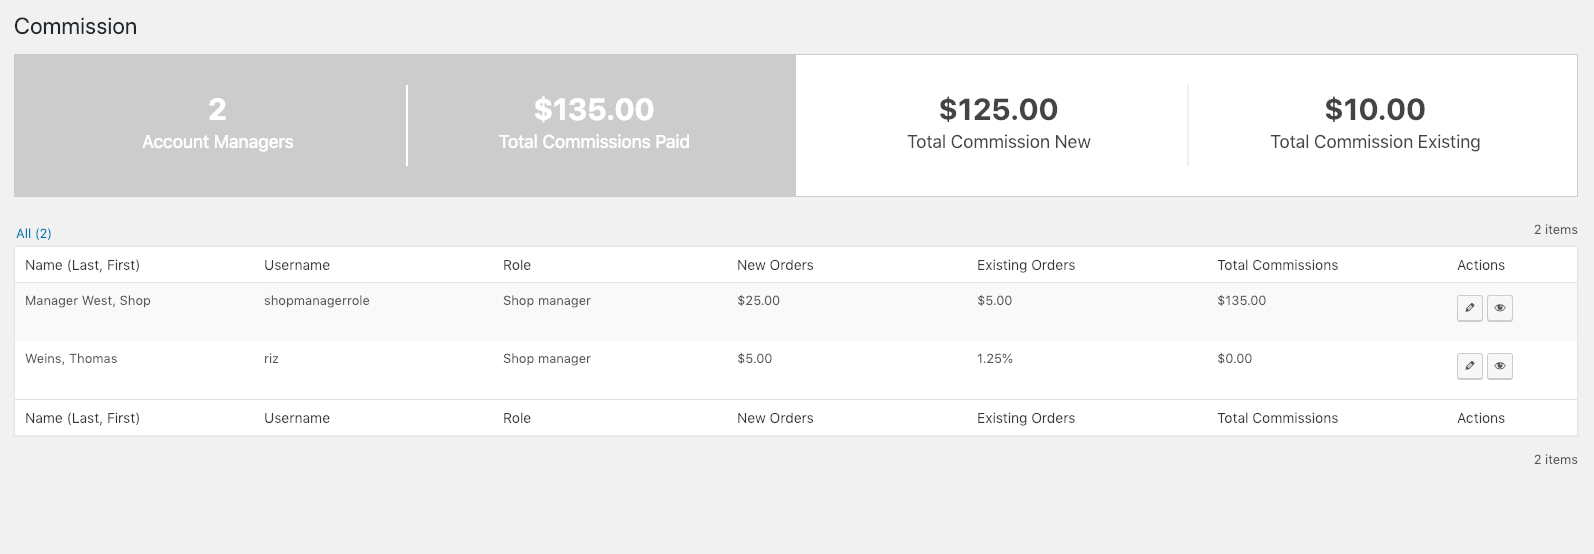 Commission
2 $135.00 $125.00 $10.00
Account Managers Total Commissions Paid Total Commission New Total Commission Existing
All (2)
2 items
Name (Last, First) Username Role New Orders Existing Orders Total Commissions Actions
Manager West, Shop shopmanagerrole Shop manager $25.00 $5.00 $135.00
Weins, Thomas riz Shop manager $5.00 1.25% $0.00
Name (Last, First) Username Role New Orders Existing Orders Total Commissions Actions
2 items